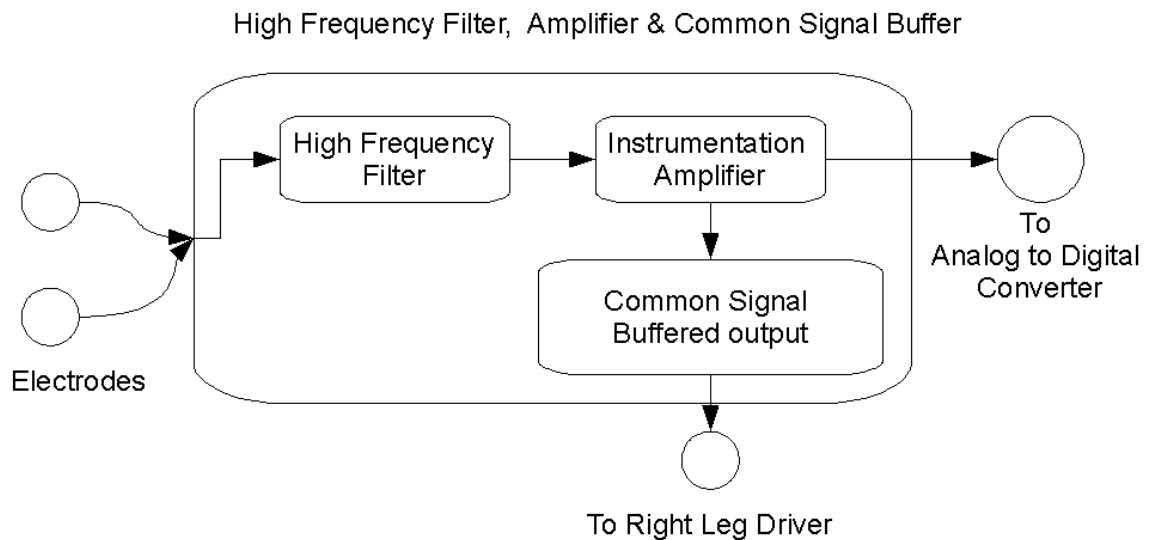 High Frequency Filter, Amplifier & Common Signal Buffer
High Frequency
Filter
Instrumentation
Amplifier
To
Analog to Digital
Converter
Common Signal
Buffered output
Electrodes
To Right Leg Driver